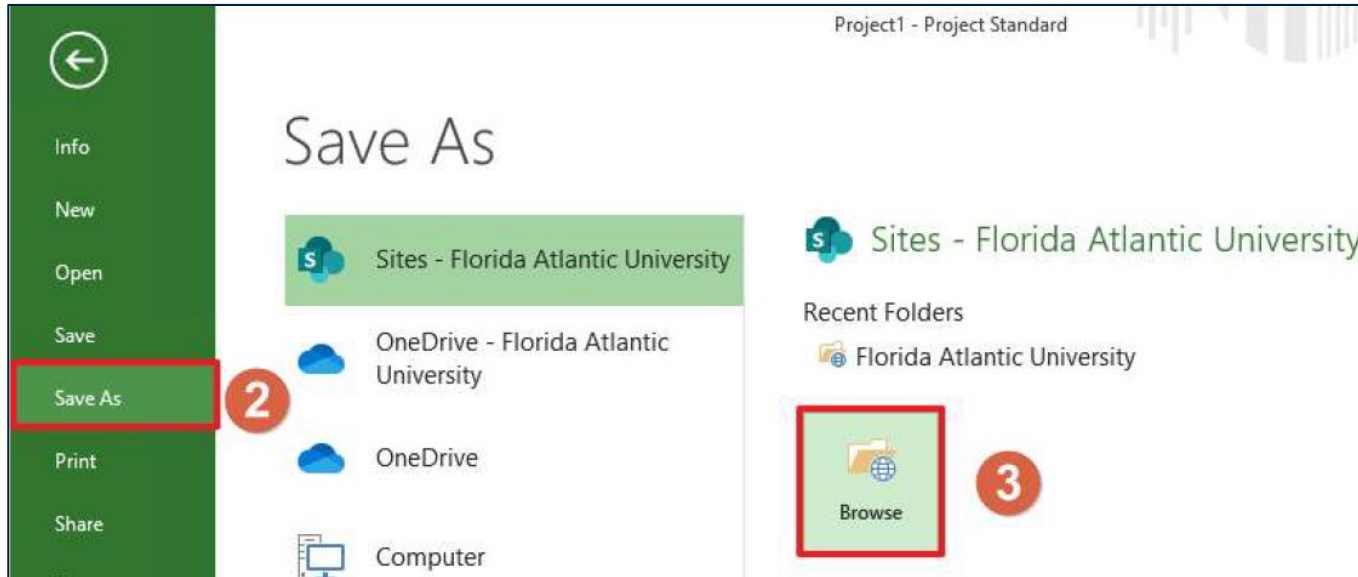 Project1 - Project Standard
Info
New
Open
Save
Save As
2
Print
Share
Save As
S
Sites - Florida Atlantic University
OneDrive - Florida Atlantic
University
OneDrive
Computer
S
Sites - Florida Atlantic University
Recent Folders
Florida Atlantic University
Browse
3